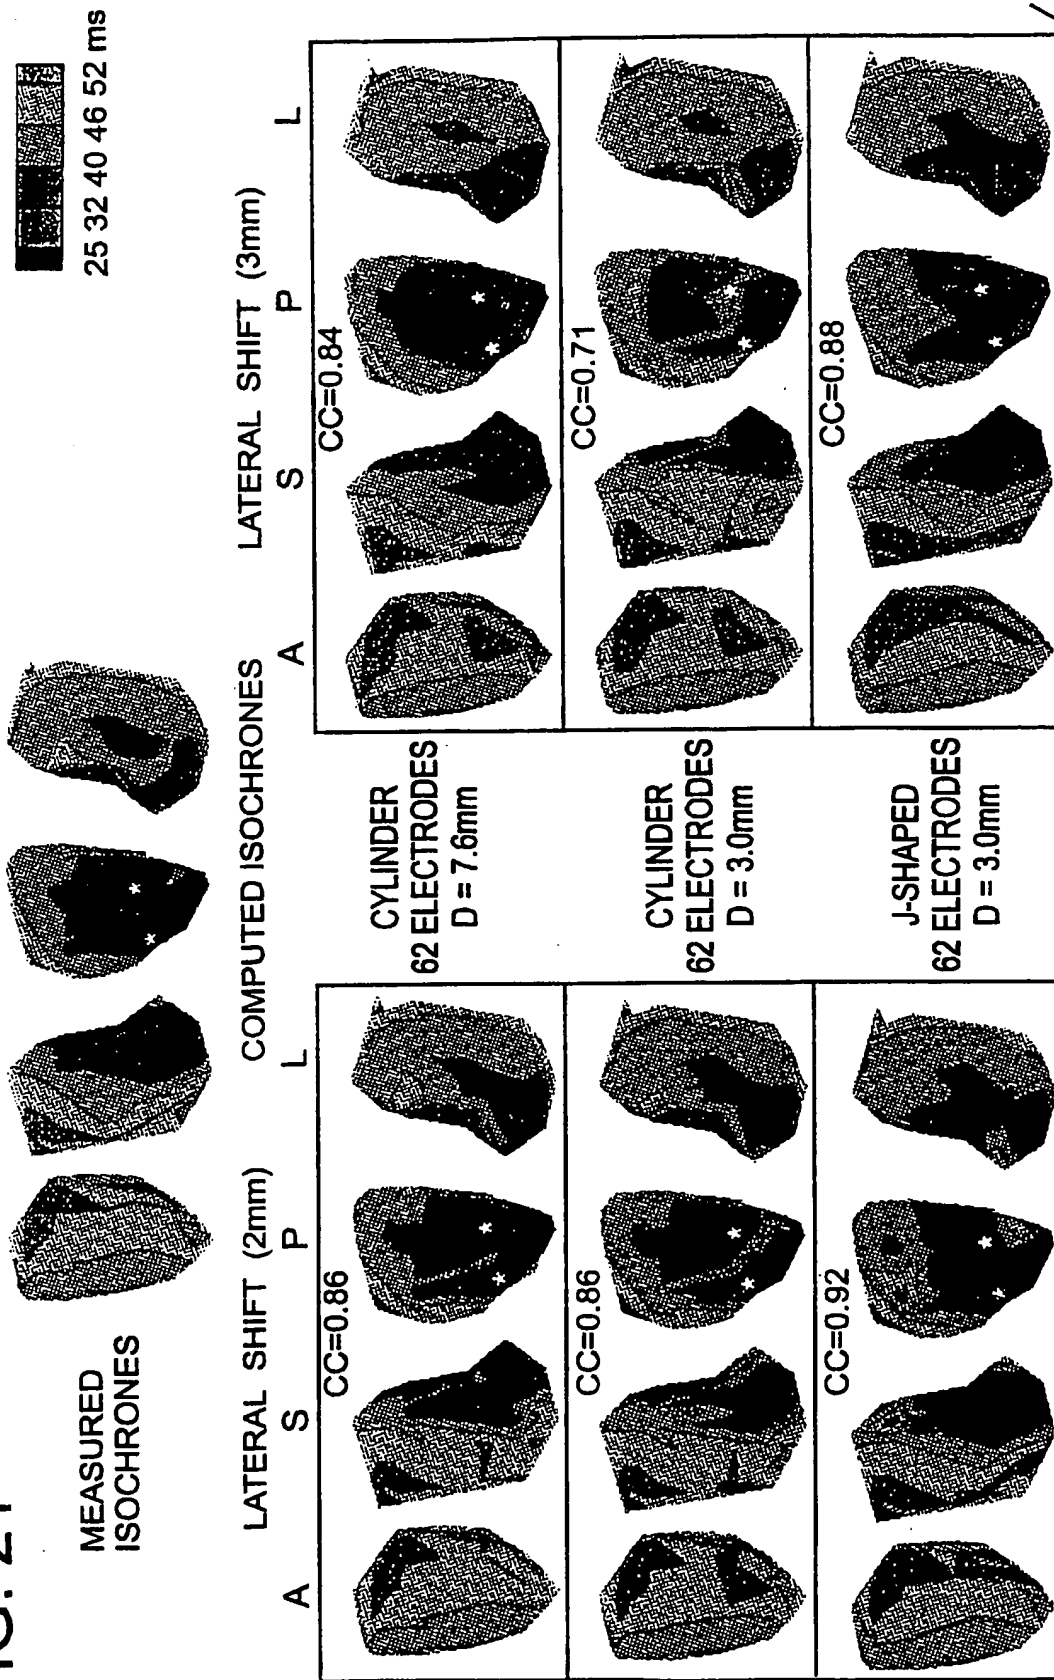 25 32 40 46 52 ms
MEASURED
ISOCHRONES
COMPUTED ISOCHRONES
LATERAL SHIFT (2mm)
A S P L
LATERAL SHIFT (3mm)
A S P L
CC=0.86
CYLINDER
62 ELECTRODES
D = 7.6mm
CC=0.84
CC=0.86
CYLINDER
62 ELECTRODES
D = 3.0mm
CC=0.71
CC=0.92
J-SHAPED
62 ELECTRODES
D = 3.0mm
CC=0.88